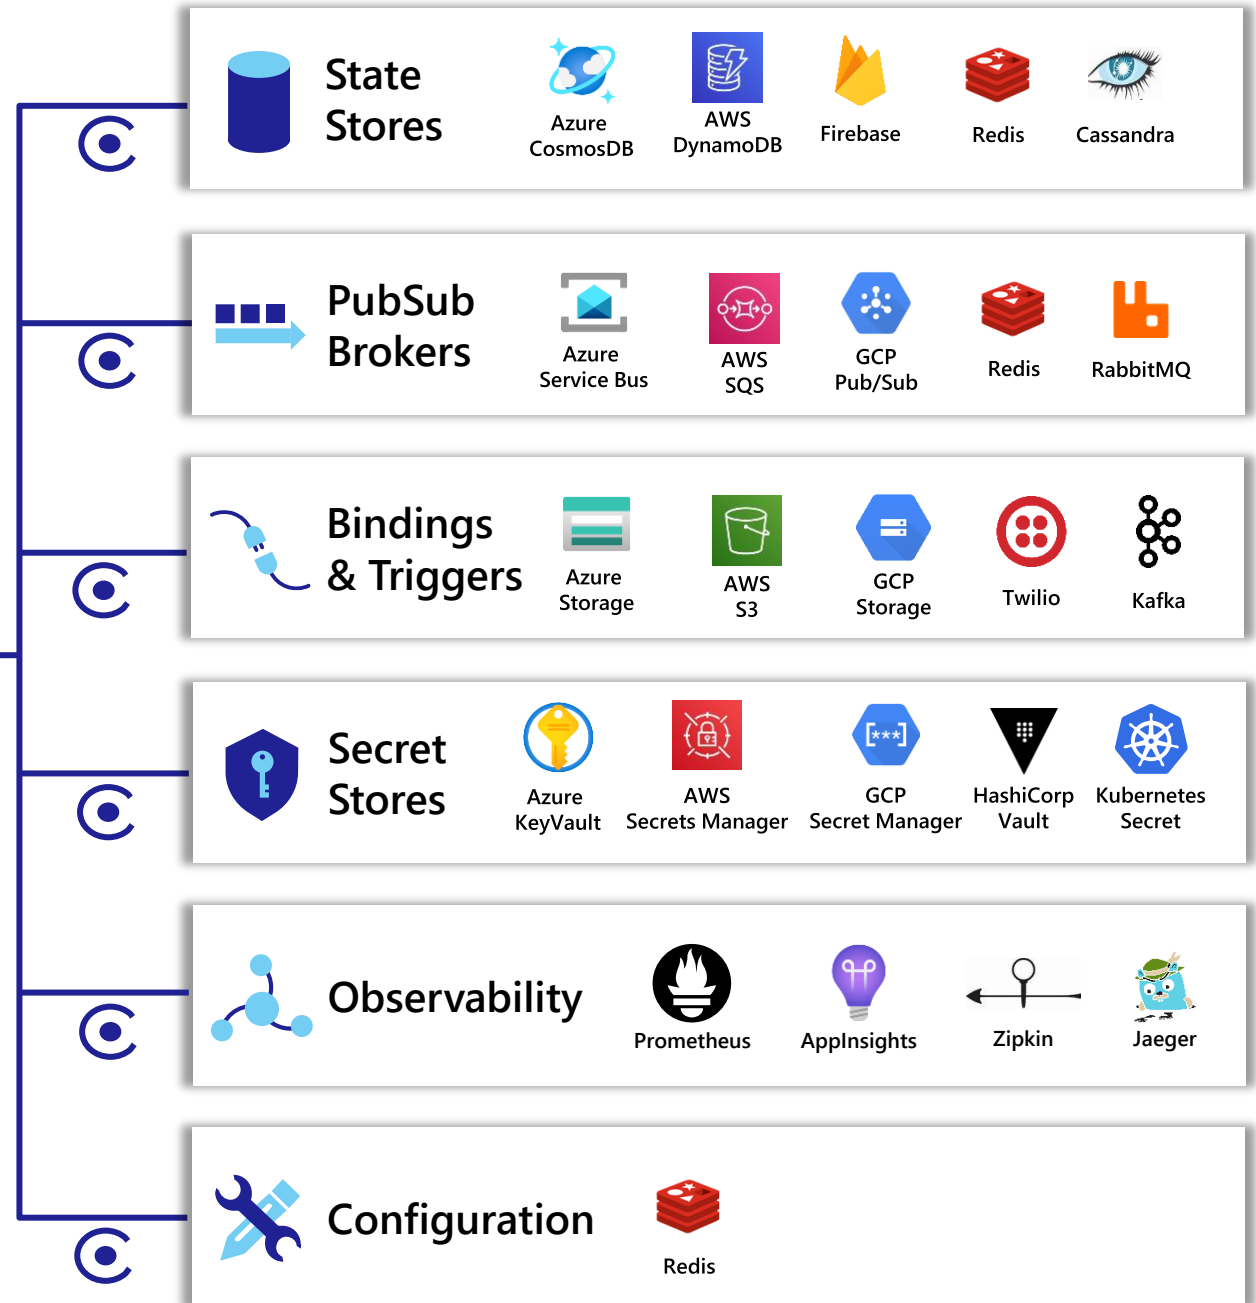 State
Stores
Azure
CosmosDB
AWS
DynamoDB
Firebase
Redis
Cassandra
PubSub
Brokers
Azure
Service Bus
AWS
SQS
GCP
Pub/Sub
Redis
RabbitMQ
Bindings
& Triggers
Azure
Storage
AWS
S3
GCP
Storage
Twilio
Kafka
Secret
Stores
Azure
KeyVault
AWS
Secrets Manager
[***]
GCP
Secret Manager
HashiCorp
Vault
Kubernetes
Secret
Observability
Prometheus
AppInsights
Zipkin
Jaeger
Configuration
Redis